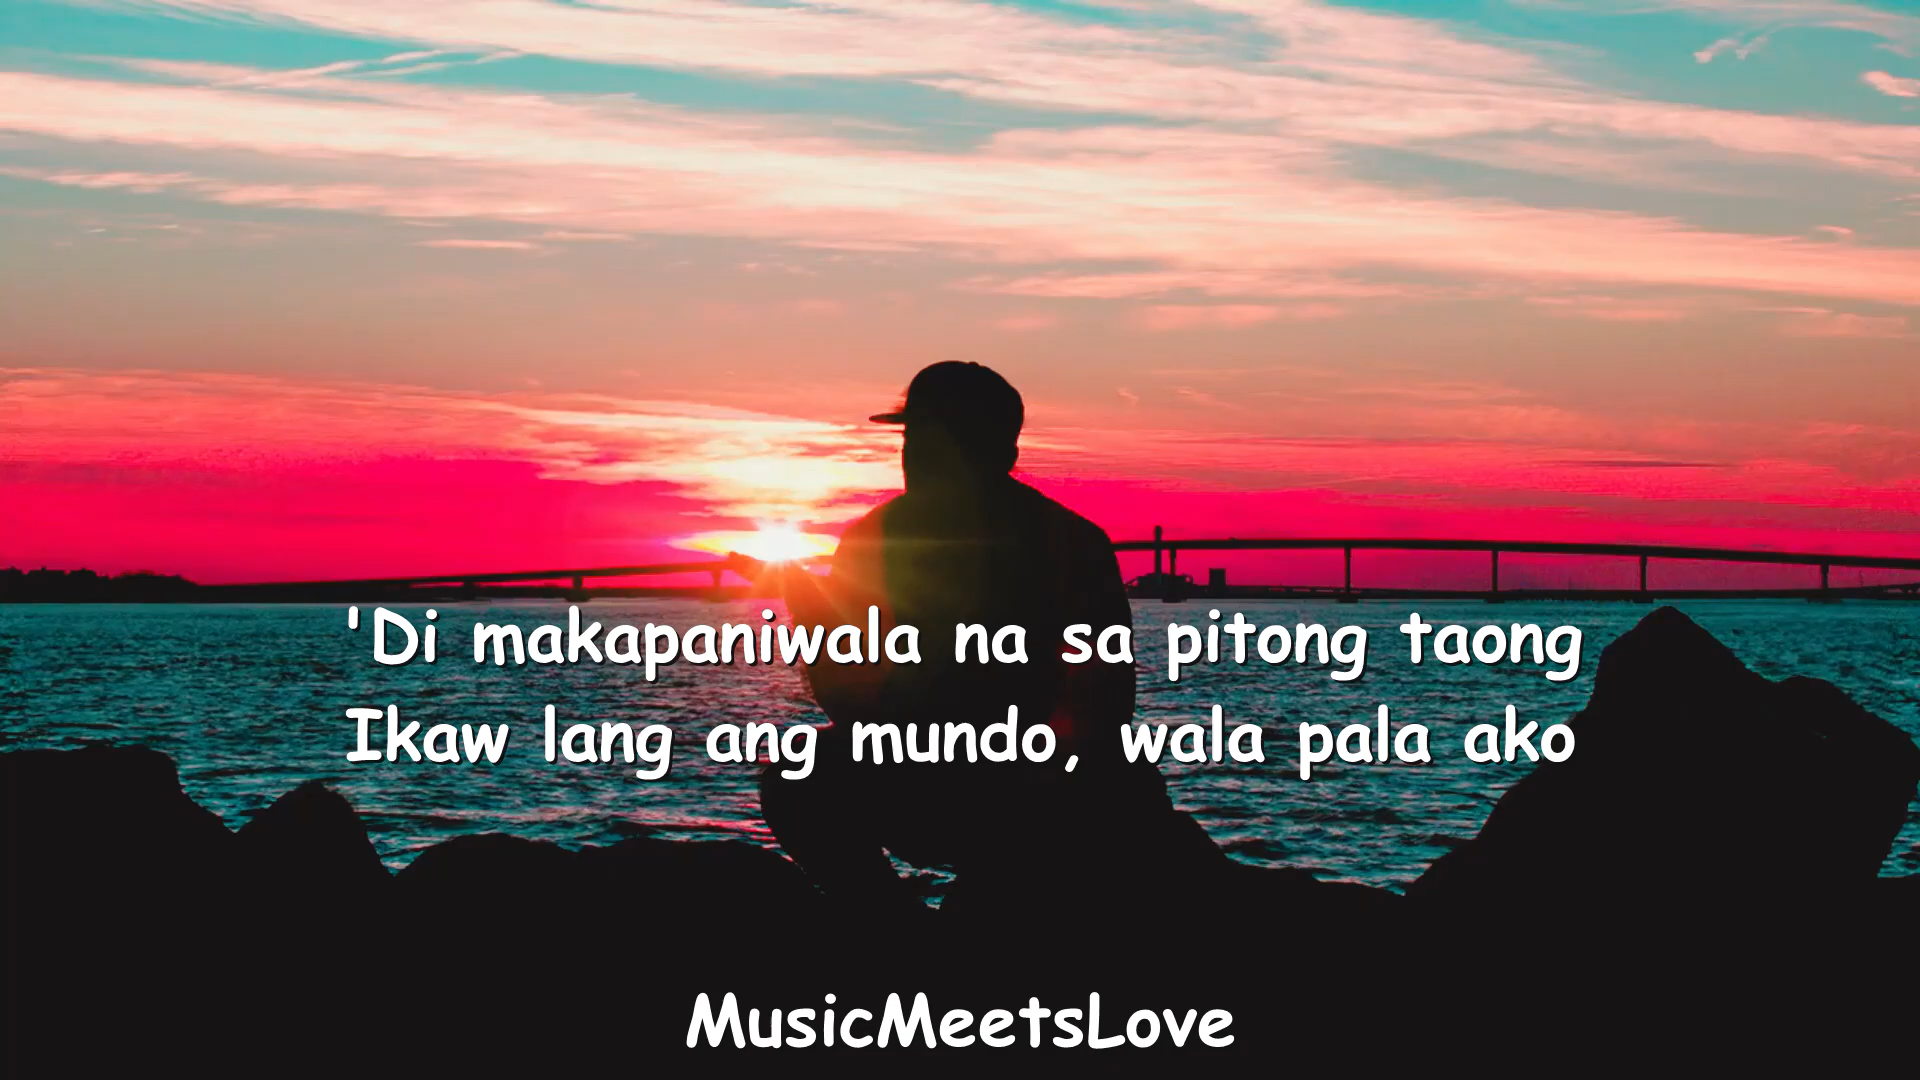 'Di makapaniwala na sa pitong taong
Ikaw lang ang mundo, wala pala ako
MusicMeetsLove